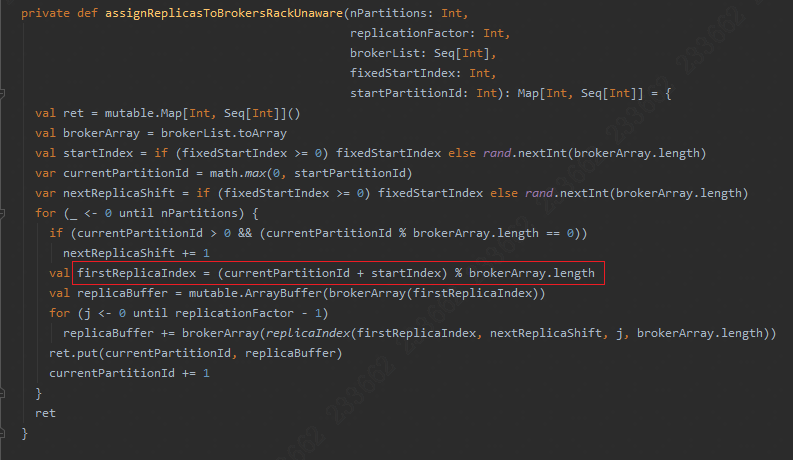 private def assignReplicasToBrokersRackUnaware(nPartitions: Int,
replicationFactor: Int,
brokerList: Seq[Int],
fixedStartIndex: Int,
startPartitionId: Int): Map[Int, Seq[Int]] = {
val ret = mutable.Map[Int, Seq[Int]]()
val brokerArray = brokerList.toArray
val startIndex = if (fixedStartIndex >= 0) fixedStartIndex else rand.nextInt(brokerArray.length)
var currentPartitionId = math.max(0, startPartitionId)
var nextReplicaShift = if (fixedStartIndex >= 0) fixedStartIndex else rand.nextInt(brokerArray.length)
for (_ <- 0 until nPartitions) {
if (currentPartitionId > 0 && (currentPartitionId % brokerArray.length == 0))
nextReplicaShift += 1
val firstReplicaIndex = (currentPartitionId + startIndex) % brokerArray.length
val replicaBuffer = mutable.ArrayBuffer(brokerArray(firstReplicaIndex))
for (j <- 0 until replicationFactor - 1)
replicaBuffer += brokerArray(replicaIndex(firstReplicaIndex, nextReplicaShift, j, brokerArray.length))
ret.put(currentPartitionId, replicaBuffer)
currentPartitionId += 1
}
ret
}